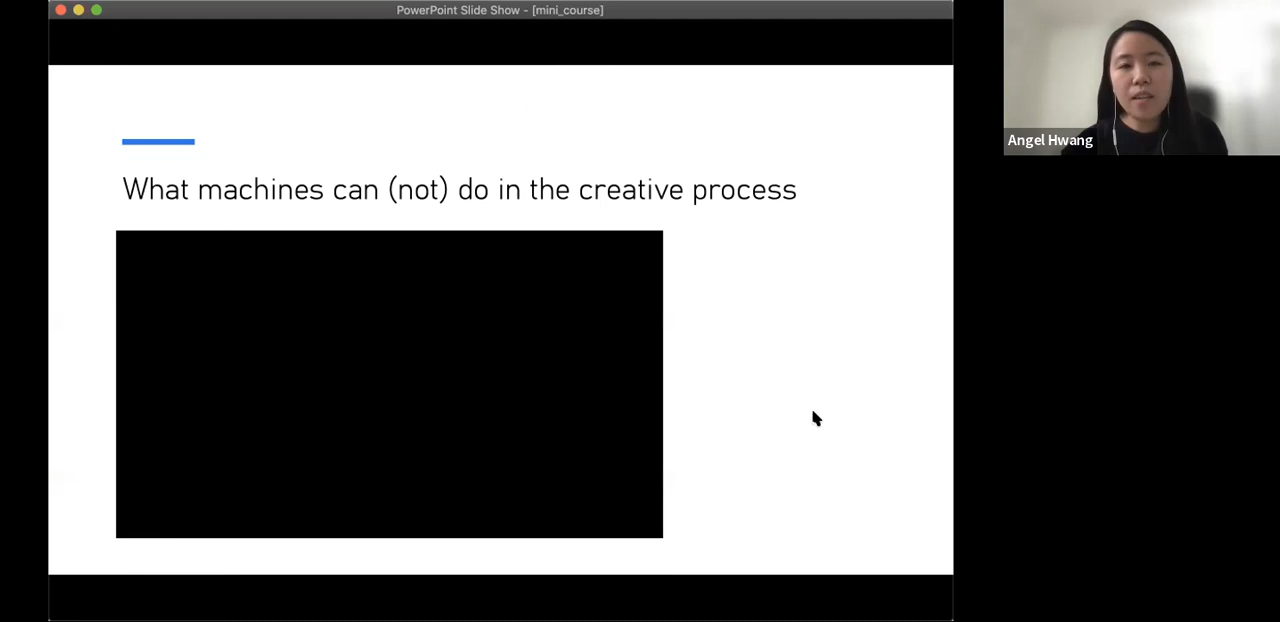 PowerPoint Slide Show - [mini_course]
What machines can (not) do in the creative process
Angel Hwang